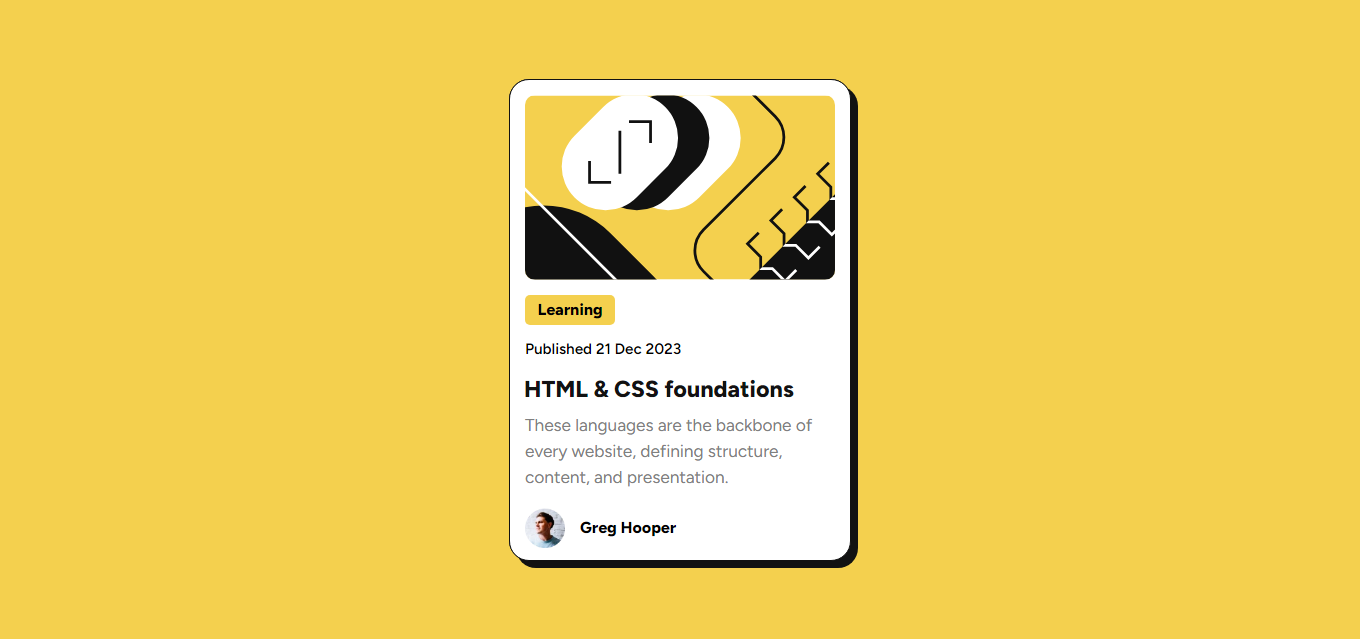 Learning
Published 21 Dec 2023
HTML & CSS foundations
These languages are the backbone of
every website, defining structure,
content, and presentation.
Greg Hooper